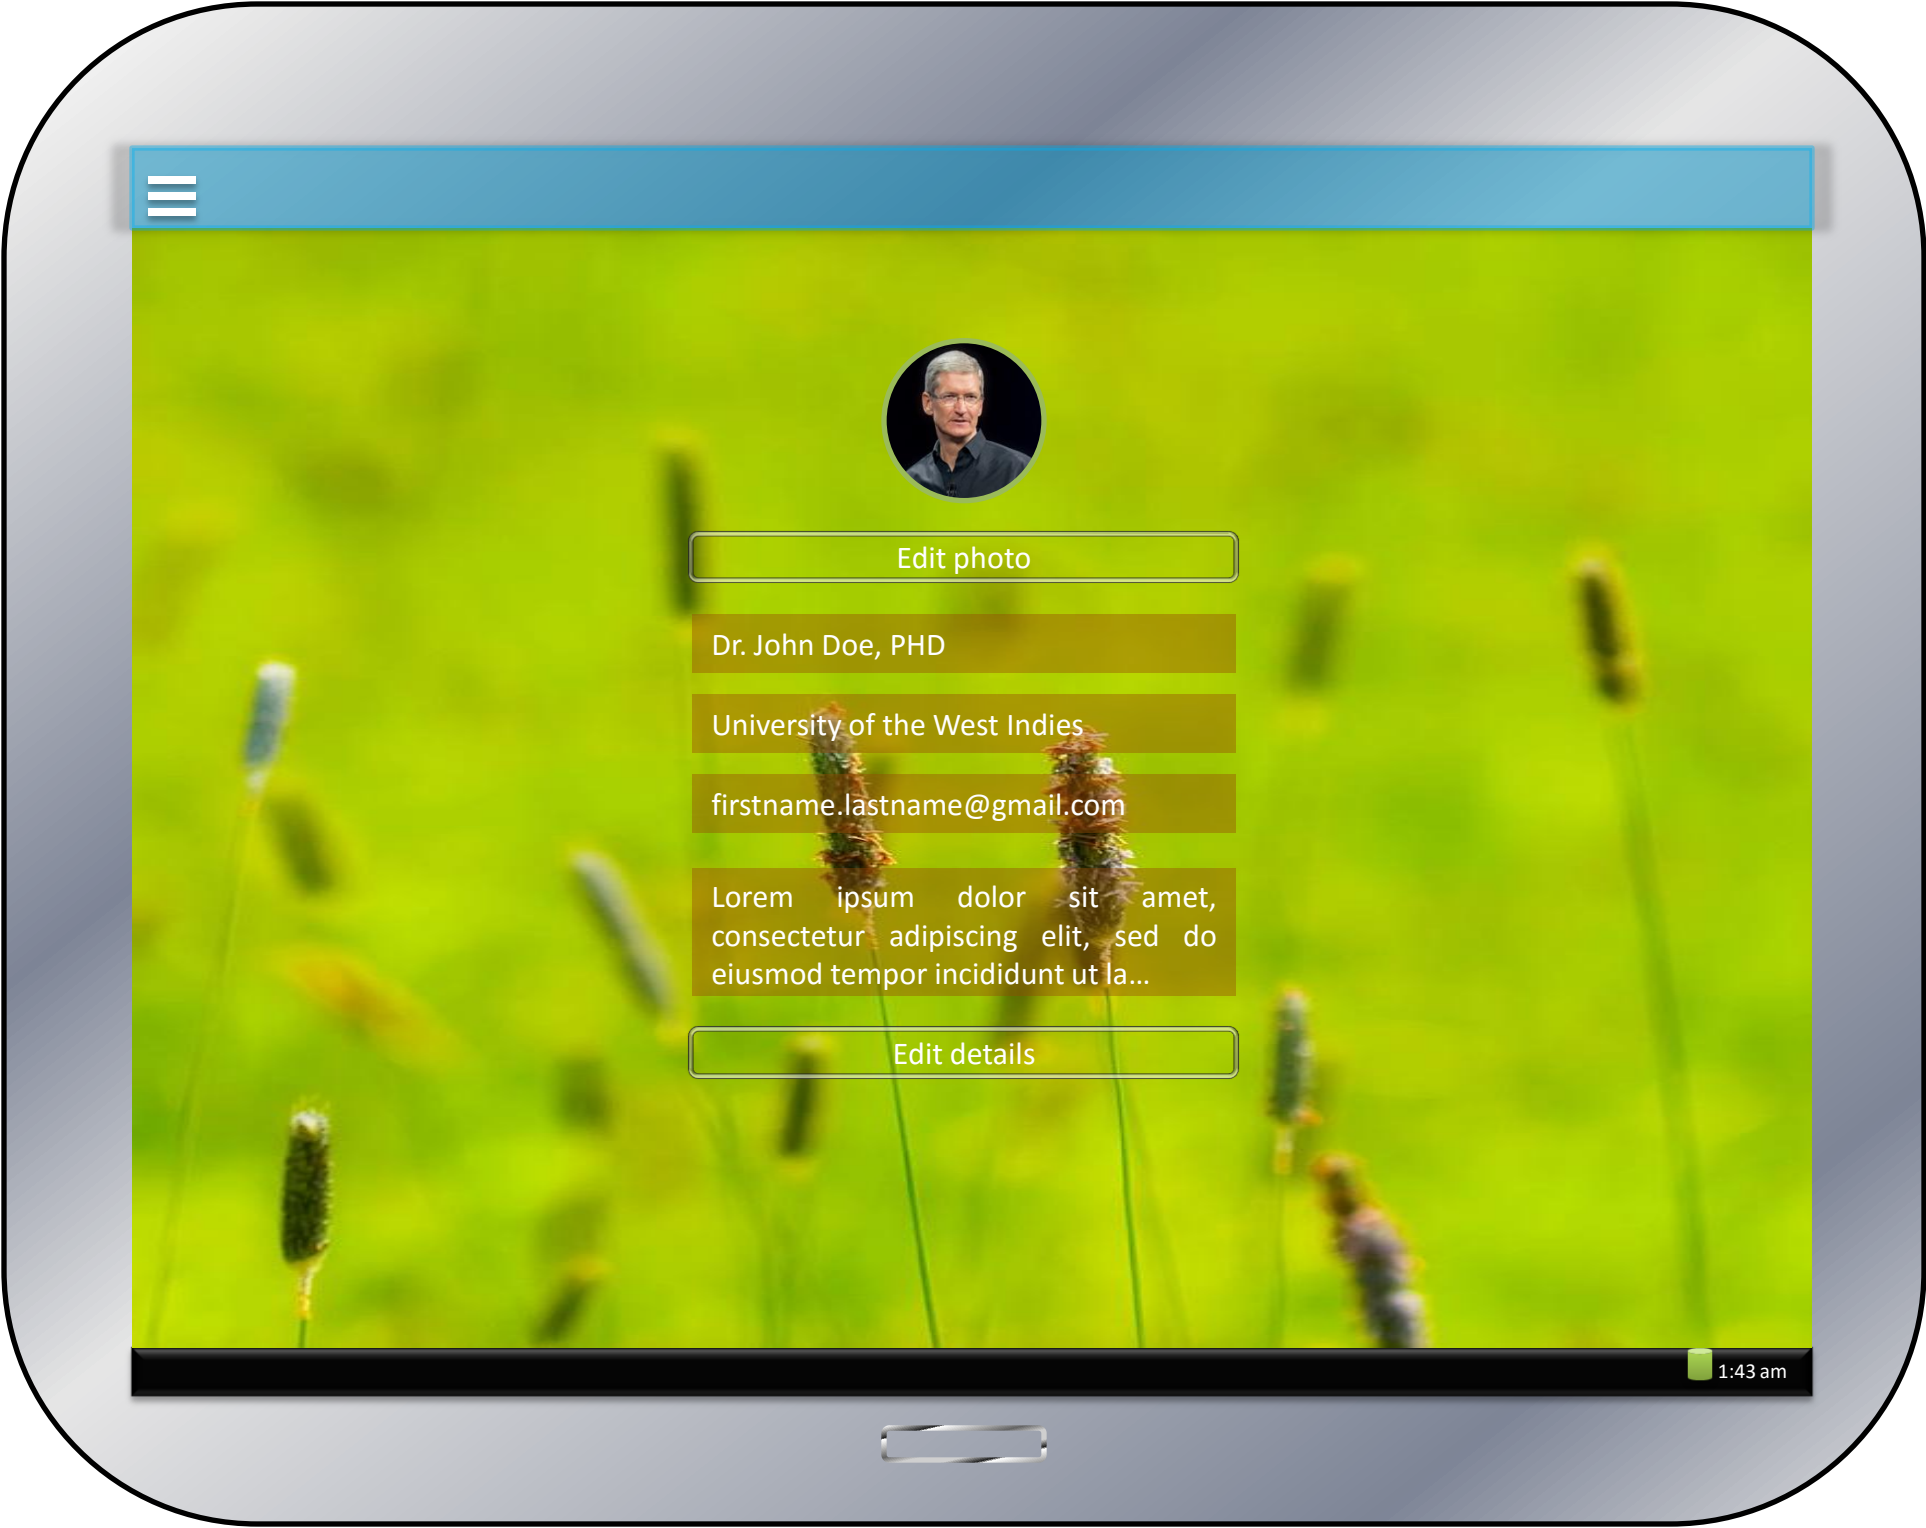 Edit photo
Dr. John Doe, PHD
University of the West Indies
firstname.lastname@gmail.com
Lorem ipsum dolor sit amet,
consectetur adipiscing elit, sed do
eiusmod tempor incididunt ut la...
Edit details
1:43 am